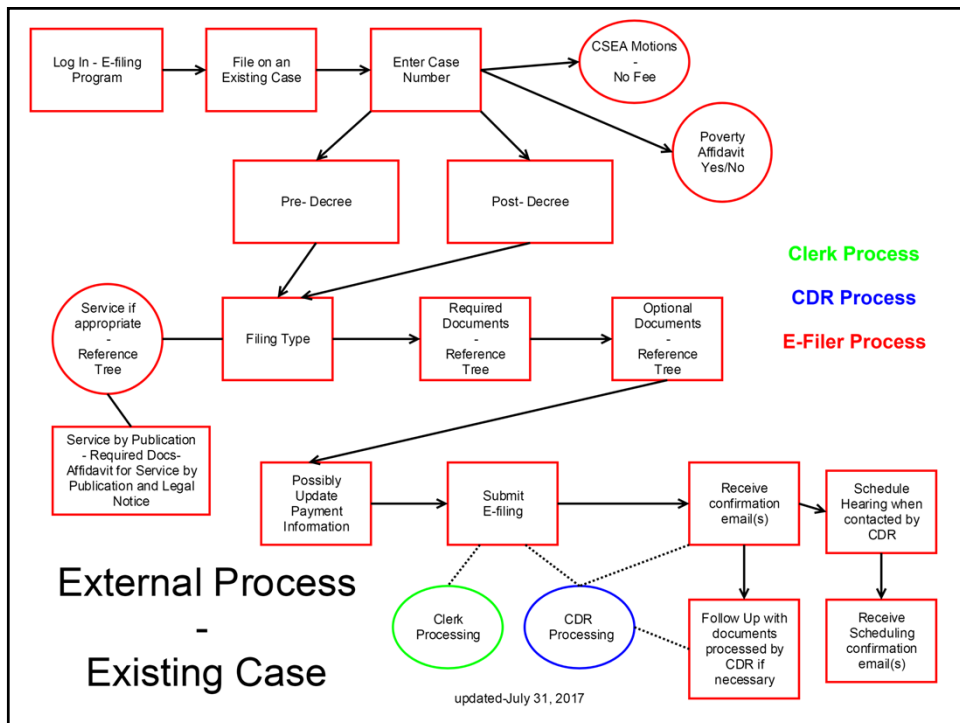 Log In - E-filing
Program
File on an
Existing Case
Enter Case
Number
CSEA Motions
-
No Fee
Poverty
Affidavit
Yes/No
Pre- Decree
Post- Decree
Clerk Process
CDR Process
E-Filer Process
Service if
appropriate
-
Reference
Tree
Filing Type
Required
Documents
-
Reference
Tree
Optional
Documents
-
Reference
Tree
Service by Publication
- Required Docs-
Affidavit for Service by
Publication and Legal
Notice
Possibly
Update
Payment
Information
Submit
E-filing
Receive
confirmation
email(s)
Schedule
Hearing when
contacted by
CDR
External Process
-
Existing Case
Clerk
Processing
CDR
Processing
Follow Up with
documents
processed by
CDR if
necessary
Receive
Scheduling
confirmation
email(s)
updated-July 31, 2017